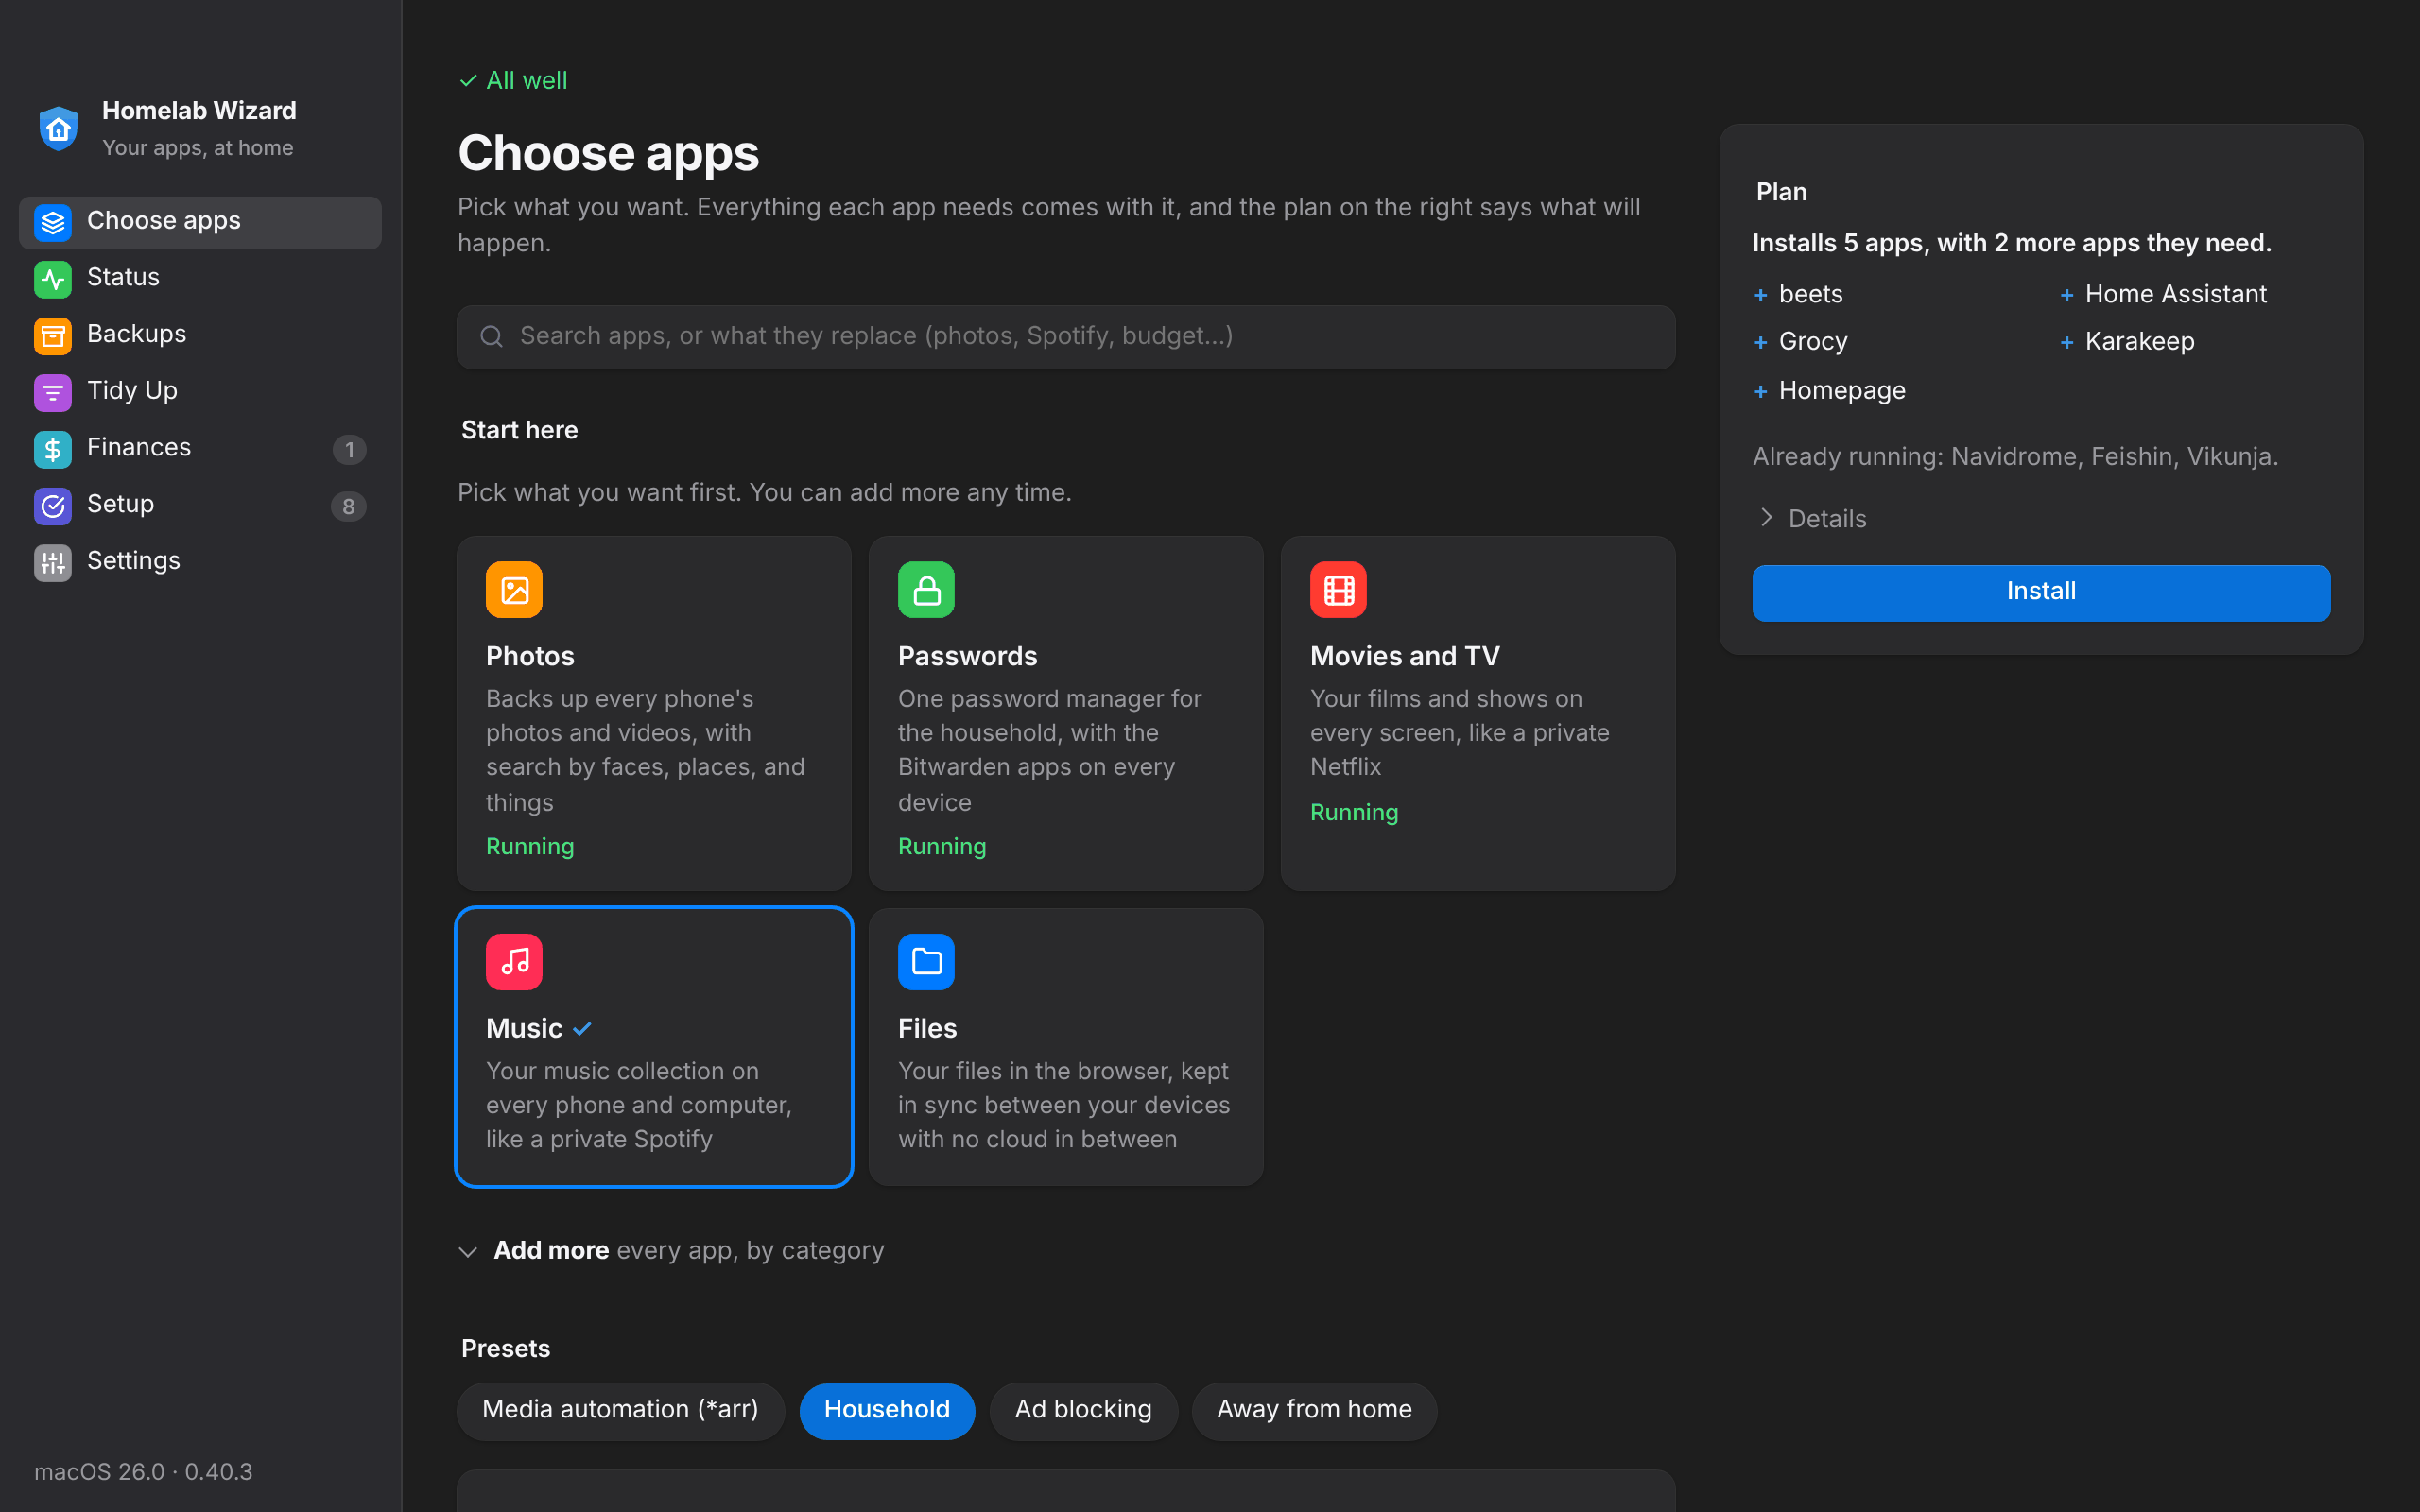 Homelab Wizard
Your apps, at home
Choose apps
Status
Backups
Tidy Up
Finances 1
Setup 8
Settings
macOS 26.0 · 0.40.3
All well
Choose apps
Pick what you want. Everything each app needs comes with it, and the plan on the right says what will
happen.
Search apps, or what they replace (photos, Spotify, budget...)
Start here
Pick what you want first. You can add more any time.
Photos
Backs up every phone's
photos and videos, with
search by faces, places, and
things
Running
Passwords
One password manager for
the household, with the
Bitwarden apps on every
device
Running
Movies and TV
Your films and shows on
every screen, like a private
Netflix
Running
Music
Your music collection on
every phone and computer,
like a private Spotify
Files
Your files in the browser, kept
in sync between your devices
with no cloud in between
Add more every app, by category
Presets
Media automation (*arr)
Household
Ad blocking
Away from home
Plan
Installs 5 apps, with 2 more apps they need.
+ beets
+ Home Assistant
+ Grocy
+ Karakeep
+ Homepage
Already running: Navidrome, Feishin, Vikunja.
Details
Install